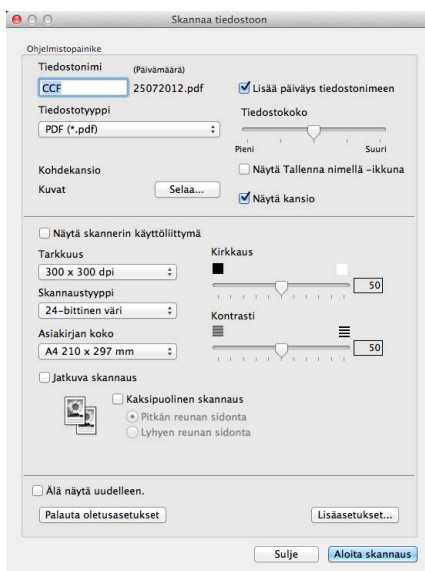 Skannaa tiedostoon
Ohjelmistopainike
Tiedostonimi (Päivämäärä)
CCF 25072012.pdf Lisää päiväys tiedostonimeen
Tiedostotyyppi Tiedostokoko
PDF (*.pdf)
Pieni Suuri
Kohdekansio Näytä Tallenna nimellä -ikkuna
Kuvat Selaa... Näytä kansio
Näytä skannerin käyttöliittymä
Tarkkuus Kirkkaus
300 x 300 dpi 50
Skannaustyyppi
24-bittinen väri Kontrasti
Asiakirjan koko
A4 210 x 297 mm 50
Jatkuva skannaus
Kaksipuolinen skannaus
Pitkän reunan sidonta
Lyhyen reunan sidonta
Älä näytä uudelleen.
Palauta oletusasetukset Lisäasetukset...
Sulje Aloita skannaus